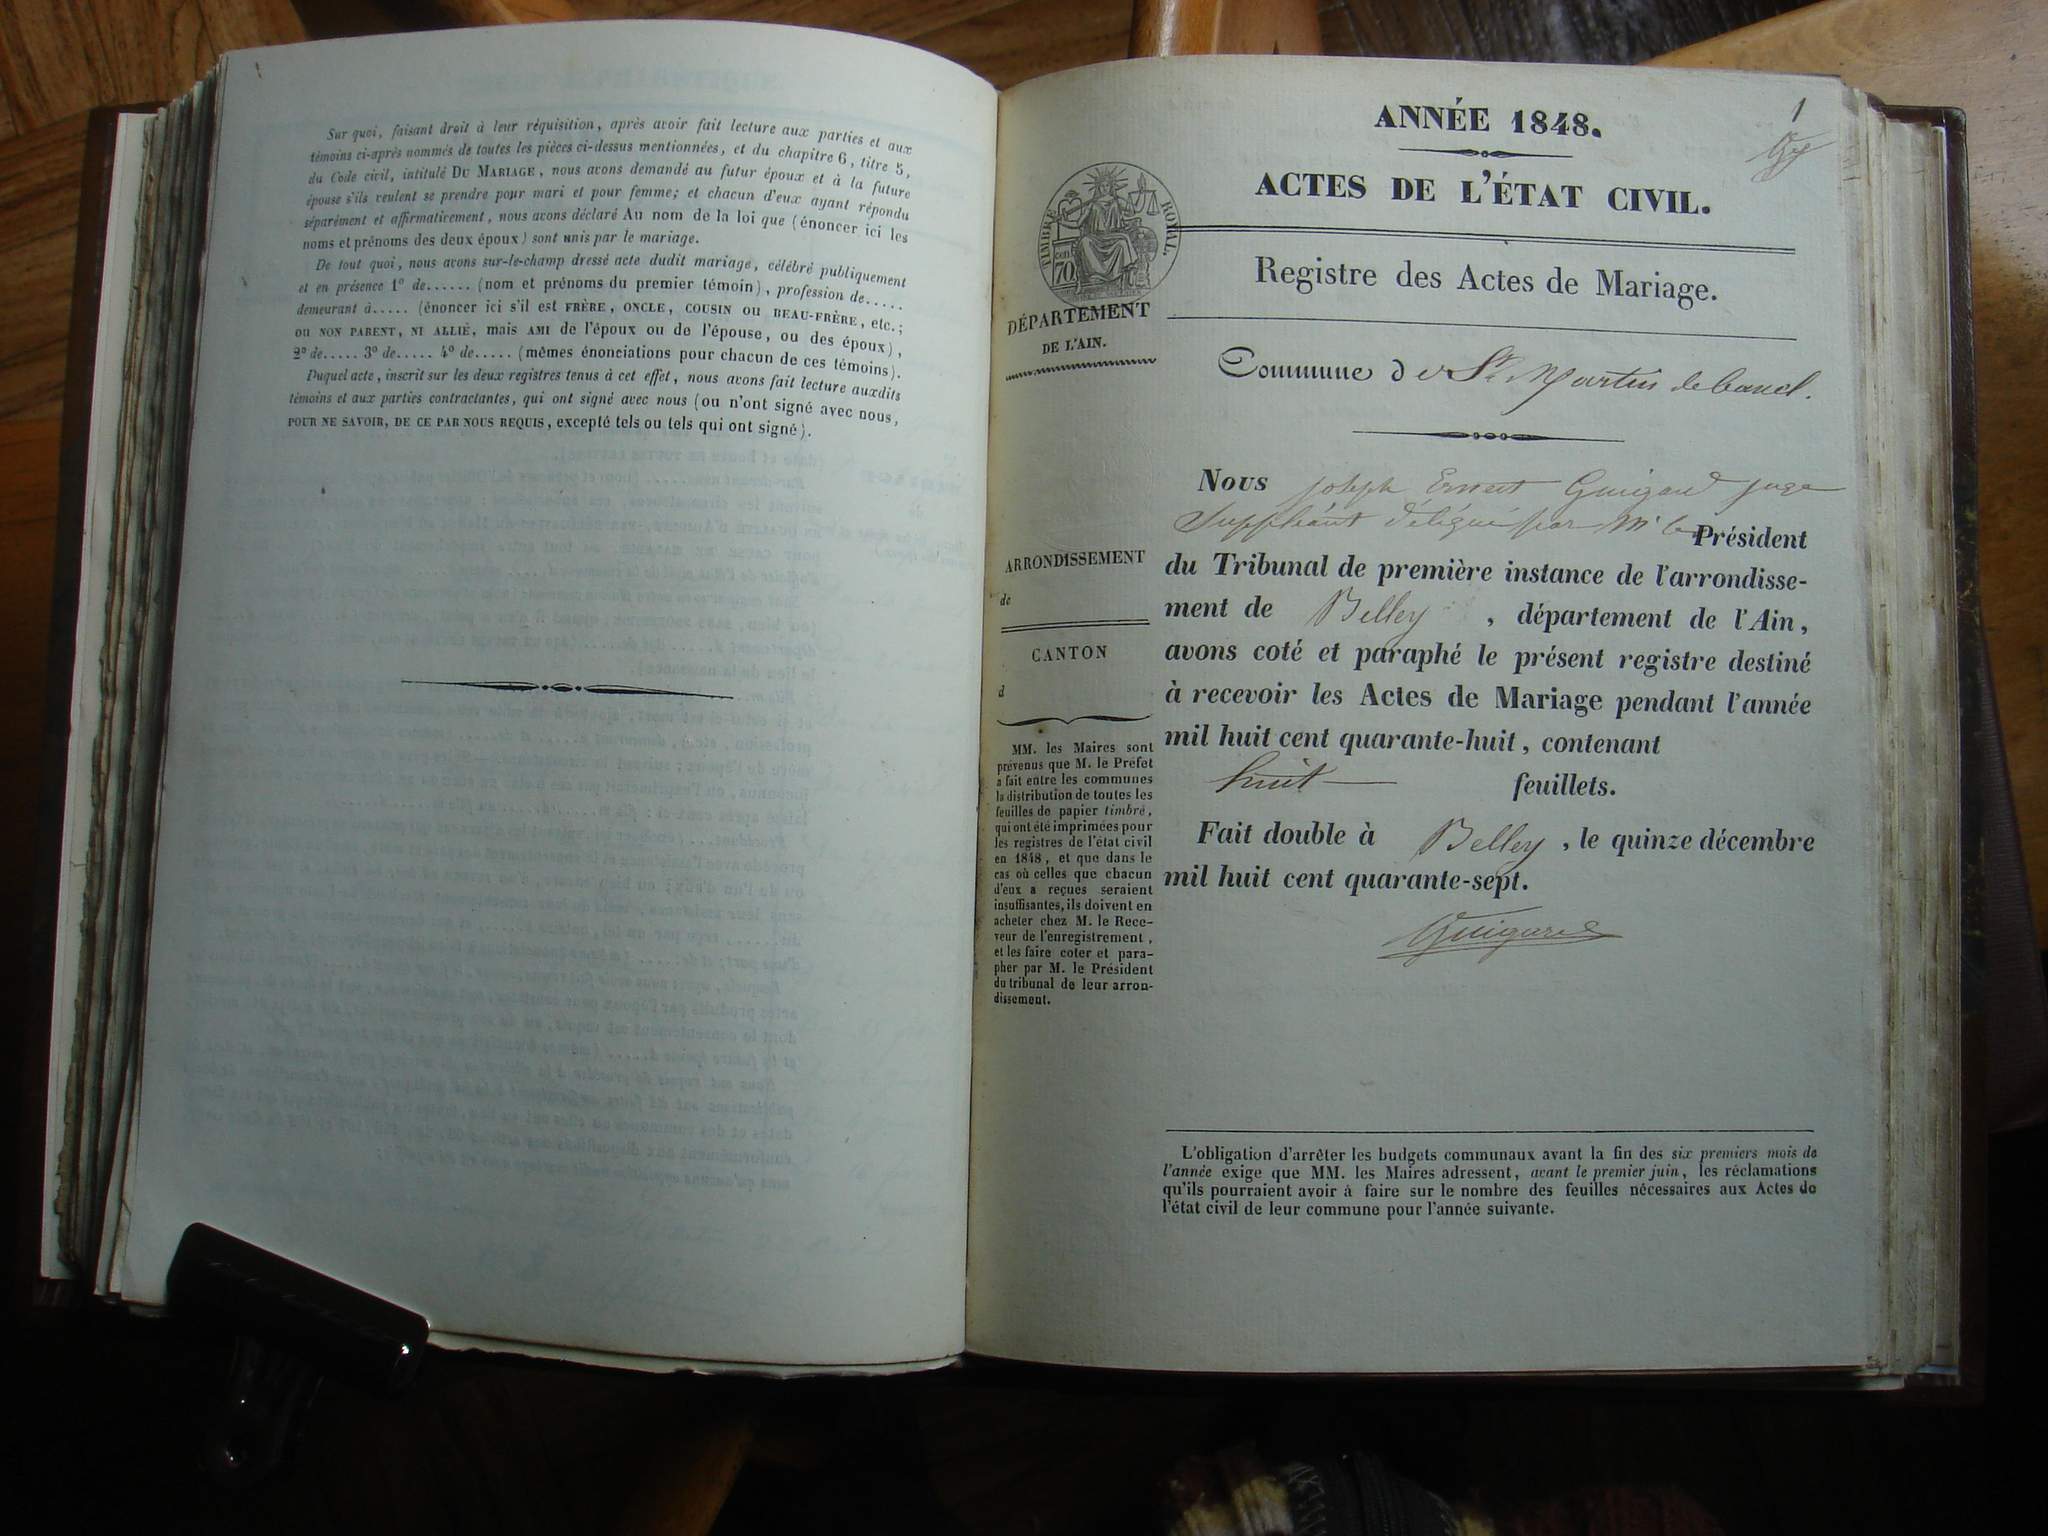 Sur quoi, faisant droit à leur réquisition, après avoir fait lecture aux parties et aux
témoins ci-après nommés de toutes les pièces ci-dessus mentionnées, et du chapitre 6, titre 5,
du Code civil, intitulé DU MARIAGE, nous avons demandé au futur époux et à la future
épouse s'ils veulent se prendre pour mari et pour femme; et chacun d'eux ayant répondu
séparément et affirmativement, nous avons déclaré Au nom de la loi que (énoncer ici les
noms et prénoms des deux époux) sont unis par le mariage.
De tout quoi, nous avons sur-le-champ dressé acte dudit mariage, célébré publiquement
et en présence 1º de...... (nom et prénoms du premier témoin), profession de.....
demeurant à..... (énoncer ici s'il est FRÈRE, ONCLE, COUSIN ou BEAU-FRÈRE, etc.;
ou NON PARENT, NI ALLIÉ, mais AMI de l'époux ou de l'épouse, ou des époux),
2º de..... 3º de..... 4º de..... (mêmes énonciations pour chacun de ces témoins).
Duquel acte, inscrit sur les deux registres tenus à cet effet, nous avons fait lecture auxdits
témoins et aux parties contractantes, qui ont signé avec nous (ou n'ont signé avec nous,
POUR NE SAVOIR, DE CE PAR NOUS REQUIS, excepté tels ou tels qui ont signé).
1
ANNÉE 1848.
ACTES DE L'ÉTAT CIVIL.
TIMBRE ROYAL.
70
Registre des Actes de Mariage.
DÉPARTEMENT
DE L'AIN.
Commune de St Martin de bavel.
ARRONDISSEMENT
de
CANTON
d
MM. les Maires sont
prévenus que M. le Préfet
a fait entre les communes
la distribution de toutes les
feuilles de papier timbré,
qui ont été imprimées pour
les registres de l'état civil
en 1848, et que dans le
cas où celles que chacun
d'eux a reçues seraient
insuffisantes, ils doivent en
acheter chez M. le Rece-
veur de l'enregistrement,
et les faire coter et para-
pher par M. le Président
du tribunal de leur arron-
dissement.
Nous Joseph Ernest Guigard juge
Suppléant délégué par Mr le Président
du Tribunal de première instance de l'arrondisse-
ment de Belley, département de l'Ain,
avons coté et paraphé le présent registre destiné
à recevoir les Actes de Mariage pendant l'année
mil huit cent quarante-huit, contenant
huit feuillets.
Fait double à Belley, le quinze décembre
mil huit cent quarante-sept.
Guigard
L'obligation d'arrêter les budgets communaux avant la fin des six premiers mois de
l'année exige que MM. les Maires adressent, avant le premier juin, les réclamations
qu'ils pourraient avoir à faire sur le nombre des feuilles nécessaires aux Actes de
l'état civil de leur commune pour l'année suivante.